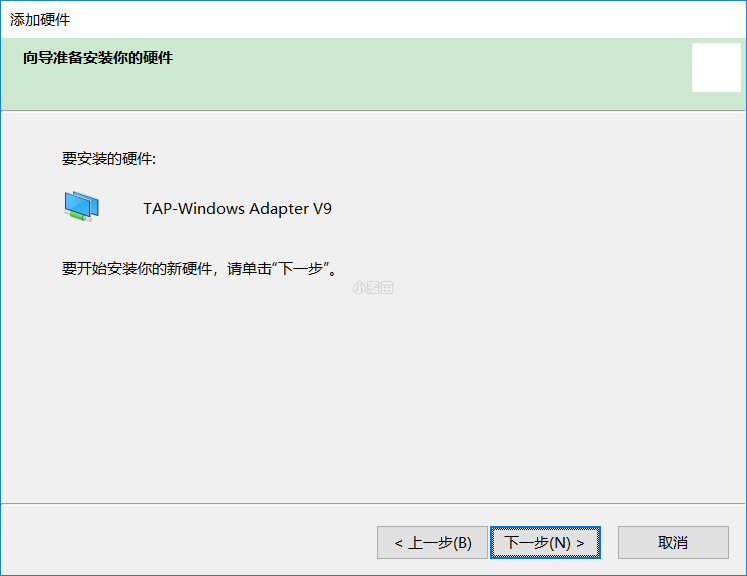 添加硬件
向导准备安装你的硬件
要安装的硬件:
TAP-Windows Adapter V9
要开始安装你的新硬件，请单击“下一步”。
< 上一步(B)
下一步(N) >
取消